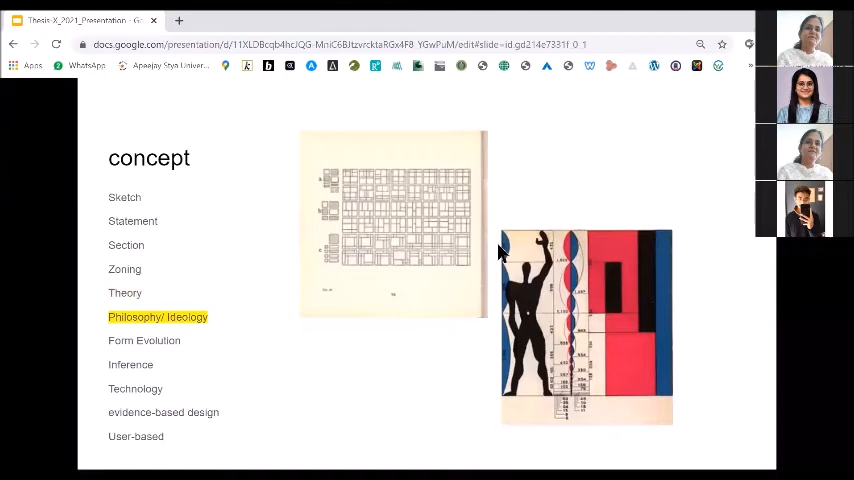 Thesis-X_2021_Presentation - Go
docs.google.com/presentation/d/11XLDBcqb4hcJQG-MniC6BJtzvrcktaRGx4F8_YGwPuM/edit#slide=id.gd214e7331f_0_1
Apps
WhatsApp
Apeejay Stya Univer...
concept
Sketch
Statement
Section
Zoning
Theory
Philosophy/ Ideology
Form Evolution
Inference
Technology
evidence-based design
User-based